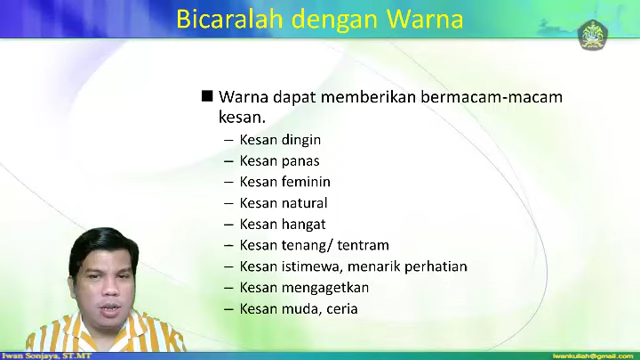 Bicaralah dengan Warna
Warna dapat memberikan bermacam-macam
kesan.
– Kesan dingin
– Kesan panas
– Kesan feminin
– Kesan natural
– Kesan hangat
– Kesan tenang/ tentram
– Kesan istimewa, menarik perhatian
– Kesan mengagetkan
– Kesan muda, ceria
Iwan Sonjaya, ST.MT
iwankuliah@gmail.com